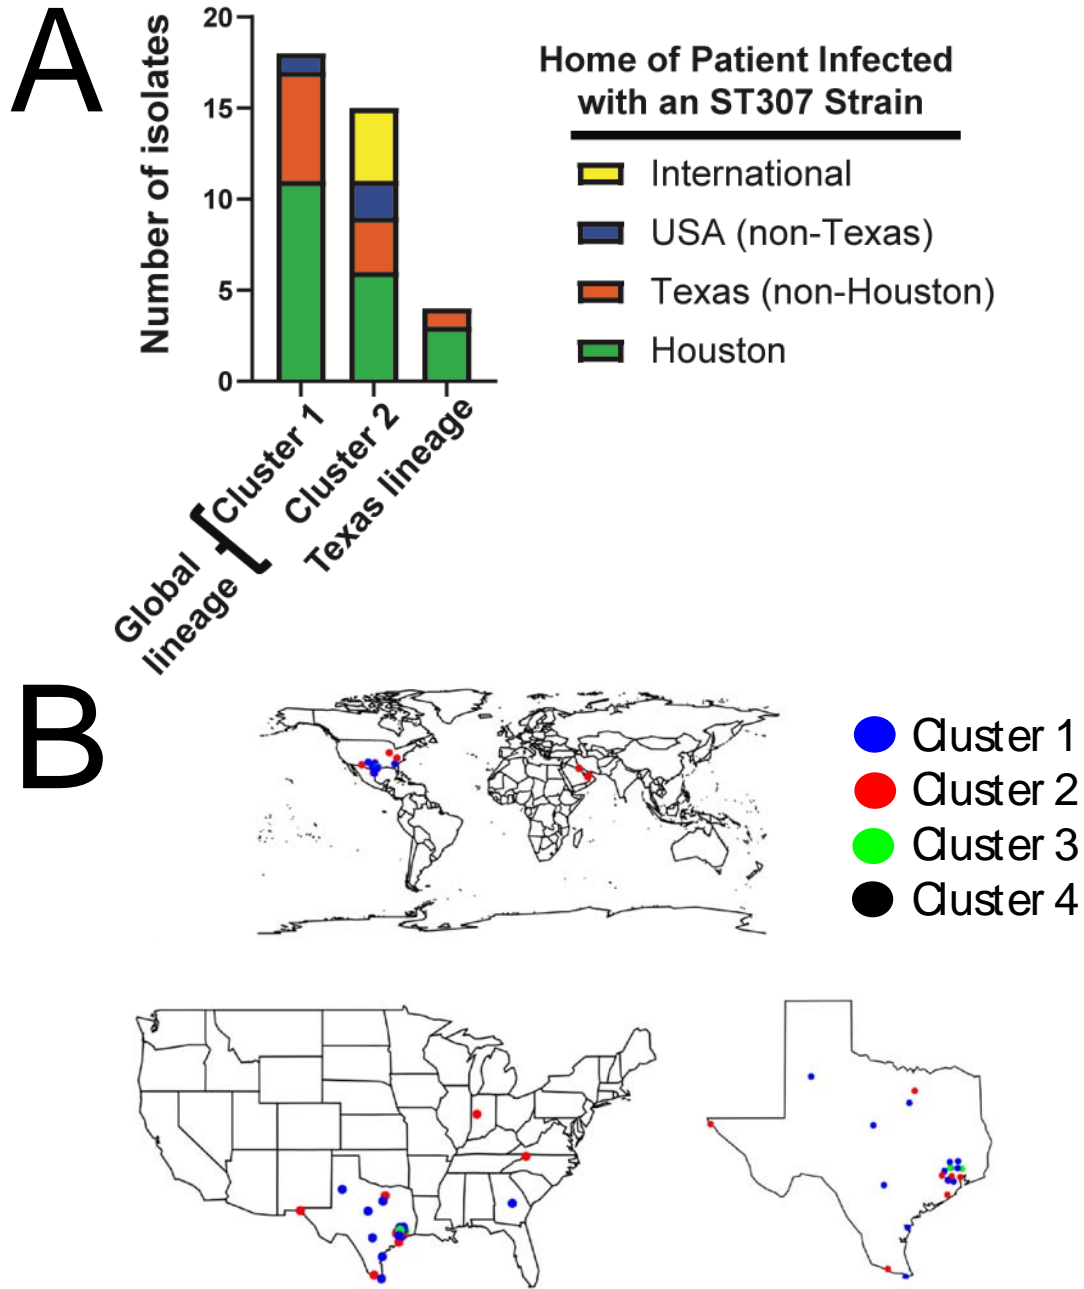 A
Number of isolates
20
15
10
5
0
Cluster 1
Cluster 2
Texas lineage
Global
lineage
Home of Patient Infected
with an ST307 Strain
International
USA (non-Texas)
Texas (non-Houston)
Houston
B
Cluster 1
Cluster 2
Cluster 3
Cluster 4